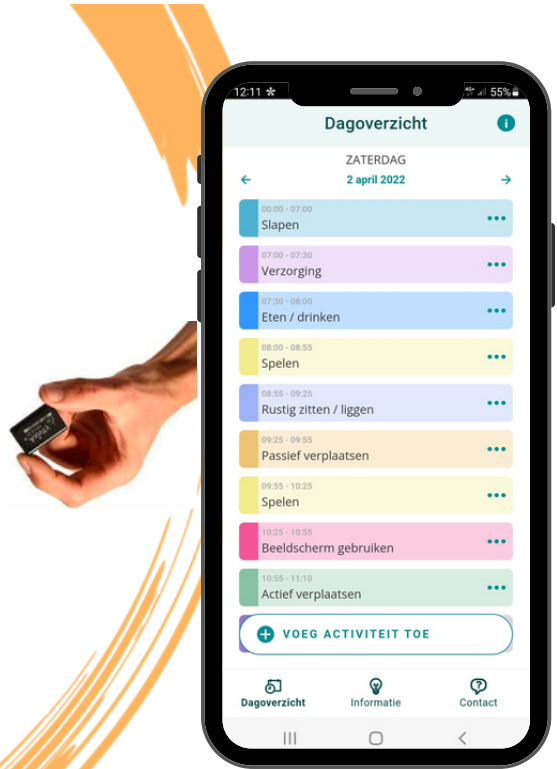 12:11
55%
Dagoverzicht
ZATERDAG
2 april 2022
00:00 - 07:00
Slapen
07:00 - 07:30
Verzorging
07:30 - 08:00
Eten / drinken
08:00 - 08:55
Spelen
08:55 - 09:25
Rustig zitten / liggen
09:25 - 09:55
Passief verplaatsen
09:55 - 10:25
Spelen
10:25 - 10:55
Beeldscherm gebruiken
10:55 - 11:10
Actief verplaatsen
VOEG ACTIVITEIT TOE
Dagoverzicht Informatie Contact